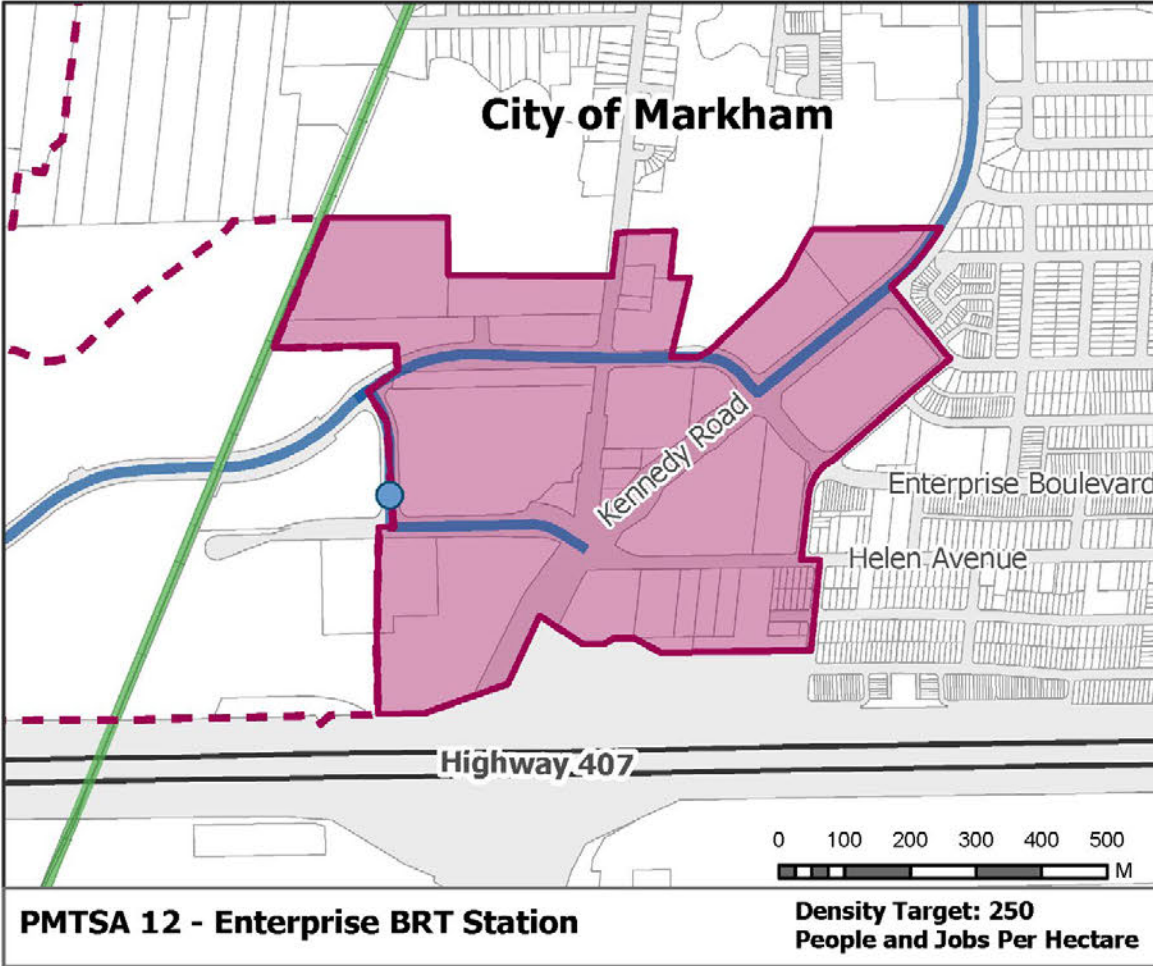 City of Markham
Kennedy Road
Enterprise Boulevard
Helen Avenue
Highway 407
0 100 200 300 400 500
M
PMTSA 12 - Enterprise BRT Station
Density Target: 250
People and Jobs Per Hectare